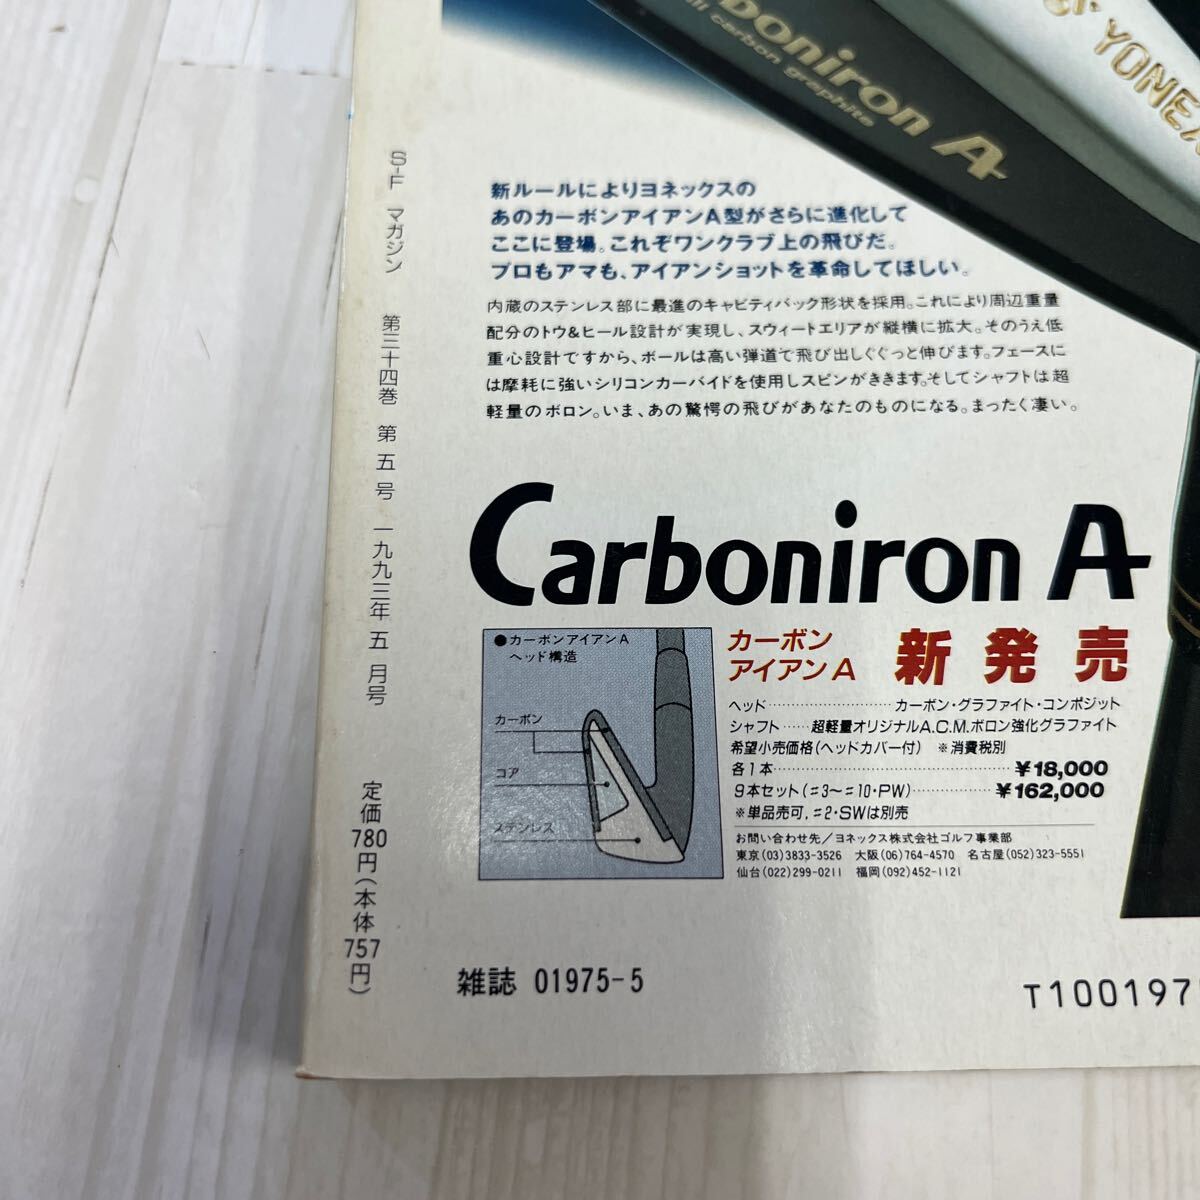 boniron A
carbon graphite
YONEX
新ルールによりヨネックスの
あのカーボンアイアンA型がさらに進化して
ここに登場。これぞワンクラブ上の飛びだ。
プロもアマも、アイアンショットを革命してほしい。
内蔵のステンレス部に最進のキャビティバック形状を採用。これにより周辺重量
配分のトウ&ヒール設計が実現し、スウィートエリアが縦横に拡大。そのうえ低
重心設計ですから、ボールは高い弾道で飛び出しぐぐっと伸びます。フェースに
は摩耗に強いシリコンカーバイドを使用しスピンがききます。そしてシャフトは超
軽量のボロン。いま、あの驚愕の飛びがあなたのものになる。まったく凄い。
Carboniron A
●カーボンアイアンA
ヘッド構造
カーボン
コア
ステンレス
カーボン
アイアンA
新発売
ヘッド…………………………カーボン・グラファイト・コンポジット
シャフト……超軽量オリジナルA.C.M.ボロン強化グラファイト
希望小売価格(ヘッドカバー付) ※消費税別
各1本……………………………………………¥18,000
9本セット(♯3〜♯10・PW)………………¥162,000
※単品売可、♯2・SWは別売
お問い合わせ先/ヨネックス株式会社ゴルフ事業部
東京(03)3833-3526 大阪(06)764-4570 名古屋(052)323-5551
仙台(022)299-0211 福岡(092)452-1121
S-Fマガジン 第三十四巻 第五号 一九九三年五月号 定価780円(本体757円)
雑誌 01975-5
T100197